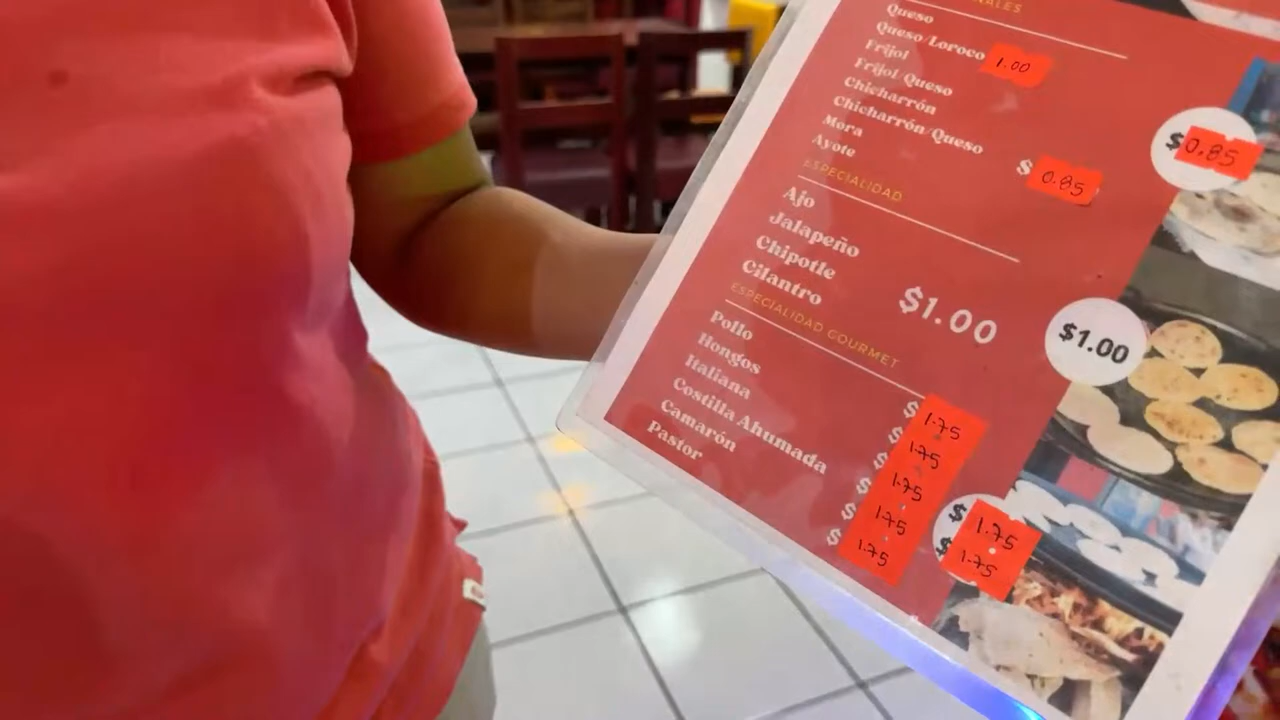 NALES
Queso
Queso/Loroco 1.00
Frijol
Frijol Queso
Chicharrón
Chicharrón/Queso
Mora
Ayote
$ 0.85
$0.85
ESPECIALIDAD
Ajo
Jalapeño
Chipotle
Cilantro
$1.00
$1.00
ESPECIALIDAD GOURMET
Pollo
Hongos
Italiana
Costilla Ahumada
Camarón
Pastor
$ 1.75
$ 1.75
$ 1.75
$ 1.75
$ 1.75
$
$ 1.75
$ 1.75